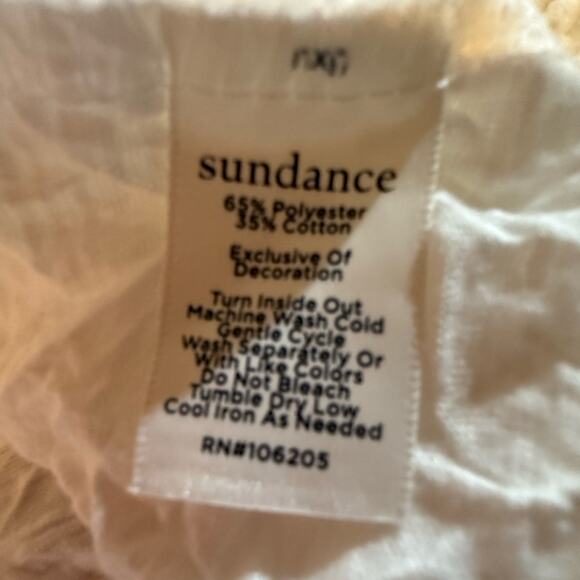 sundance
65% Polyester
35% Cotton
Exclusive Of
Decoration
Turn Inside Out
Machine Wash Cold
Gentle Cycle
Wash Separately Or
With Like Colors
Do Not Bleach
Tumble Dry Low
Cool Iron As Needed
RN#106205